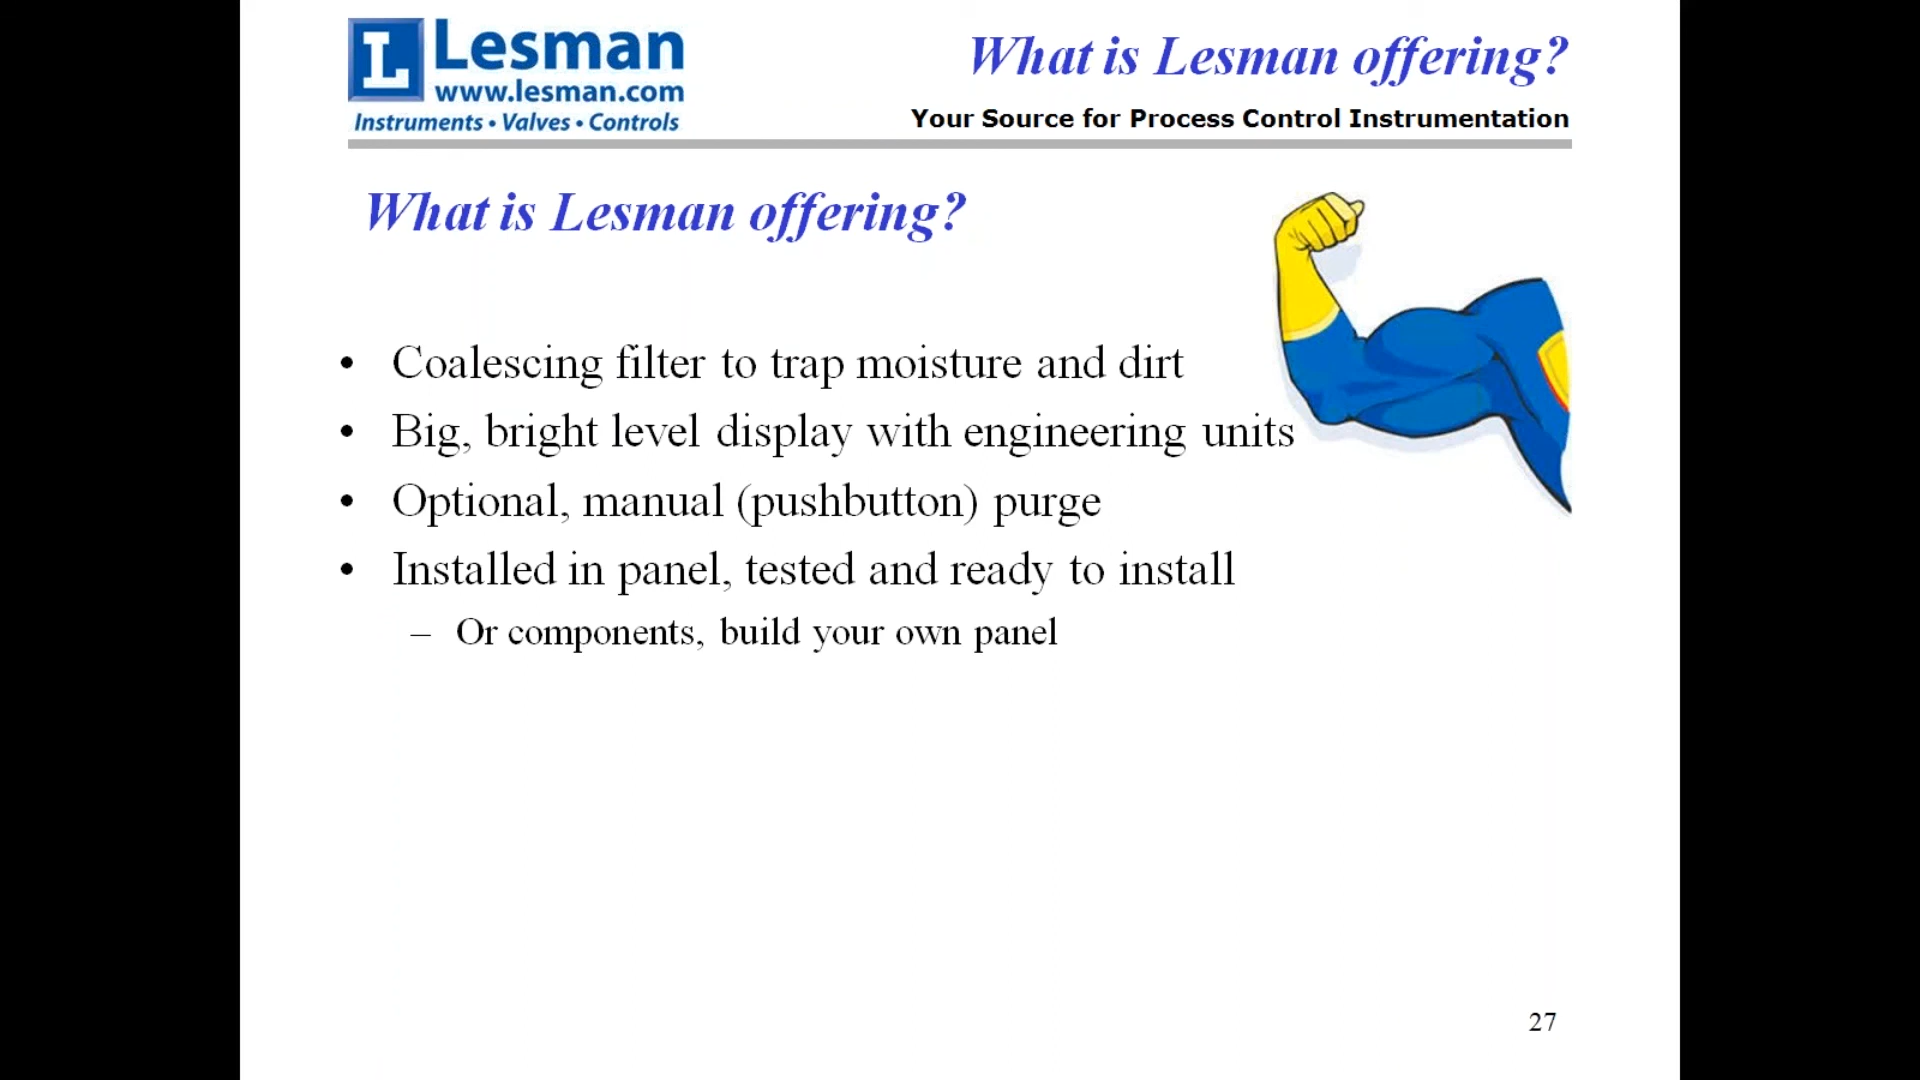 Lesman
www.lesman.com
Instruments • Valves • Controls
What is Lesman offering?
Your Source for Process Control Instrumentation
What is Lesman offering?
• Coalescing filter to trap moisture and dirt
• Big, bright level display with engineering units
• Optional, manual (pushbutton) purge
• Installed in panel, tested and ready to install
– Or components, build your own panel
27